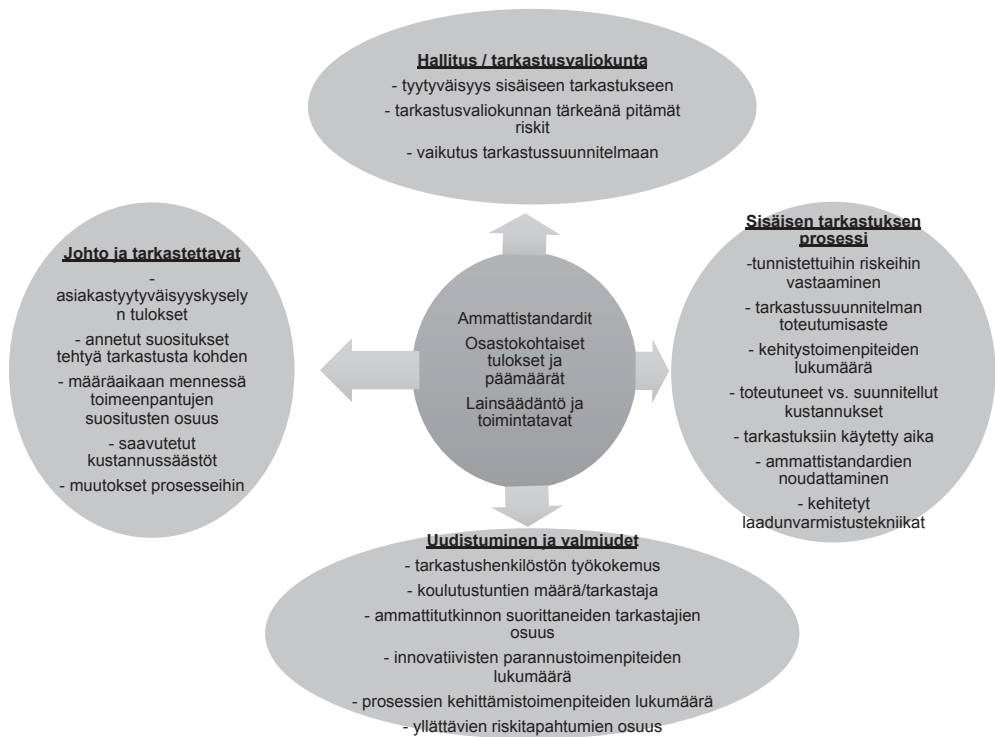 Hallitus / tarkastusvaliokunta
- tyytyväisyys sisäiseen tarkastukseen
- tarkastusvaliokunnan tärkeänä pitämät
riskit
- vaikutus tarkastussuunnitelmaan
Johto ja tarkastettavat
-
asiakastyytyväisyyskysely
n tulokset
- annetut suositukset
tehtyä tarkastusta kohden
- määräaikaan mennessä
toimeenpantujen
suositusten osuus
- saavutetut
kustannussäästöt
- muutokset prosesseihin
Ammattistandardit
Osastokohtaiset
tulokset ja
päämäärät
Lainsäädäntö ja
toimintatavat
Sisäisen tarkastuksen
prosessi
-tunnistettuihin riskeihin
vastaaminen
- tarkastussuunnitelman
toteutumisaste
- kehitystoimenpiteiden
lukumäärä
- toteutuneet vs. suunnitellut
kustannukset
- tarkastuksiin käytetty aika
- ammattistandardien
noudattaminen
- kehitetyt
laadunvarmistustekniikat
Uudistuminen ja valmiudet
- tarkastushenkilöstön työkokemus
- koulutustuntien määrä/tarkastaja
- ammattitutkinnon suorittaneiden tarkastajien
osuus
- innovatiivisten parannustoimenpiteiden
lukumäärä
- prosessien kehittämistoimenpiteiden lukumäärä
- yllättävien riskitapahtumien osuus